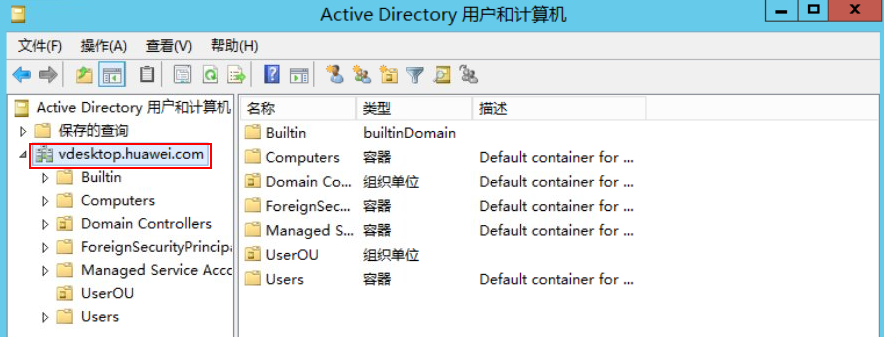 Active Directory 用户和计算机
文件(F) 操作(A) 查看(V) 帮助(H)
Active Directory 用户和计算机
保存的查询
vdesktop.huawei.com
Builtin
Computers
Domain Controllers
ForeignSecurityPrincipa
Managed Service Acco
UserOU
Users
名称 类型 描述
Builtin builtinDomain
Computers 容器 Default container for ...
Domain Co... 组织单位 Default container for ...
ForeignSec... 容器 Default container for ...
Managed S... 容器 Default container for ...
UserOU 组织单位
Users 容器 Default container for ...